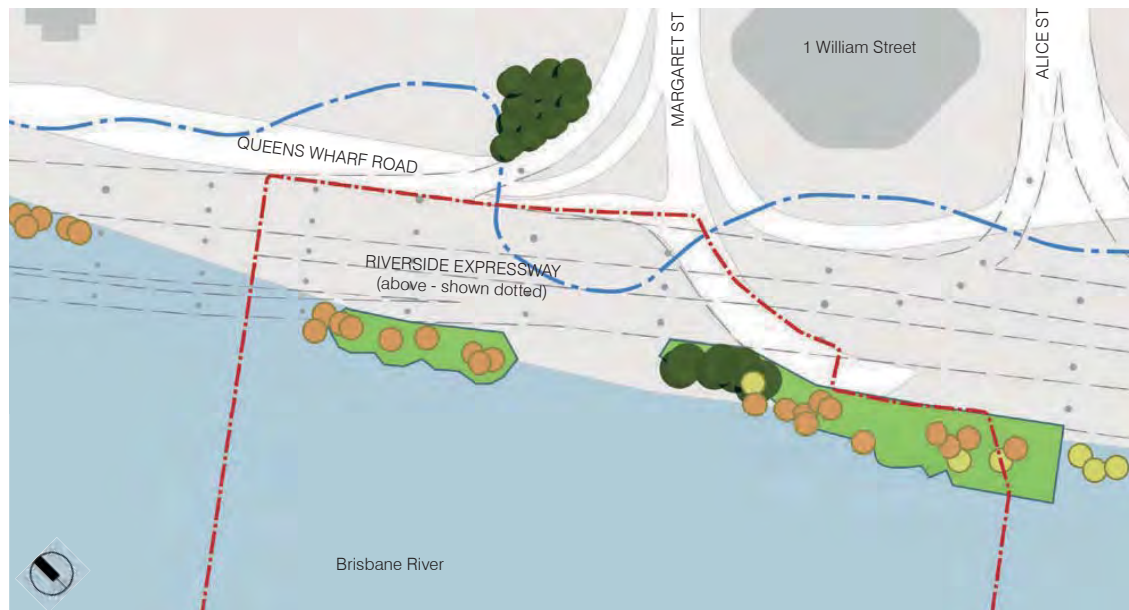 1 William Street
MARGARET ST
ALICE ST
QUEENS WHARF ROAD
RIVERSIDE EXPRESSWAY
(above - shown dotted)
Brisbane River